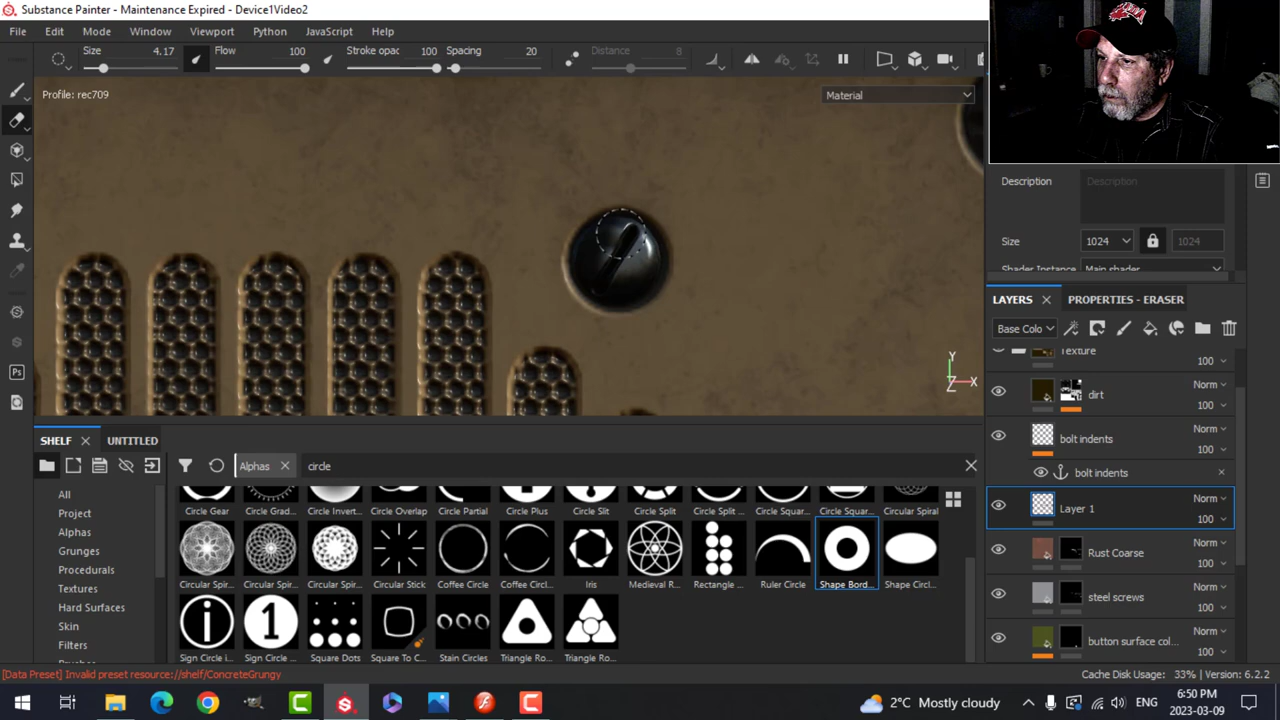 Substance Painter - Maintenance Expired - Device1Video2
File Edit Mode Window Viewport Python JavaScript Help
Size 4.17 Flow 100 Stroke opac 100 Spacing 20 Distance 8
Profile: rec709
Material
Description Description
Size 1024 1024
Shader Instance Main shader
LAYERS PROPERTIES - ERASER
Base Colo
Texture
100
dirt Norm
100
bolt indents Norm
100
bolt indents
Layer 1 Norm
100
Rust Coarse Norm
100
steel screws Norm
100
button surface col... Norm
100
Y
X
Z
SHELF UNTITLED
Alphas circle
All
Project
Alphas
Grunges
Procedurals
Textures
Hard Surfaces
Skin
Filters
Circle Gear Circle Grad... Circle Invert... Circle Overlap Circle Partial Circle Plus Circle Slit Circle Split Circle Split ... Circle Squar... Circle Squar... Circular Spiral
Circular Spir... Circular Spir... Circular Spir... Circular Stick Coffee Circle Coffee Circl... Iris Medieval R... Rectangle ... Ruler Circle Shape Bord... Shape Circl...
Sign Circle i... Sign Circle ... Square Dots Square To C... Stain Circles Triangle Ro... Triangle Ro...
[Data Preset] Invalid preset resource://shelf/ConcreteGrungy
Cache Disk Usage: 33% | Version: 6.2.2
2°C Mostly cloudy
ENG
6:50 PM
2023-03-09